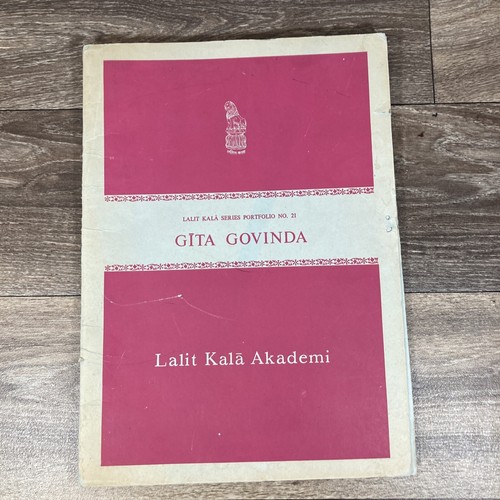 LALIT KALĀ SERIES PORTFOLIO NO. 21
GĪTA GOVINDA
Lalit Kalā Akademi